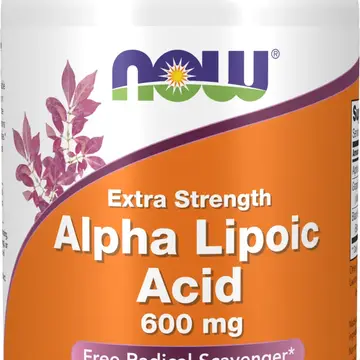 NOW®
Extra Strength
Alpha Lipoic
Acid
600 mg
Free Radical Scavenger*